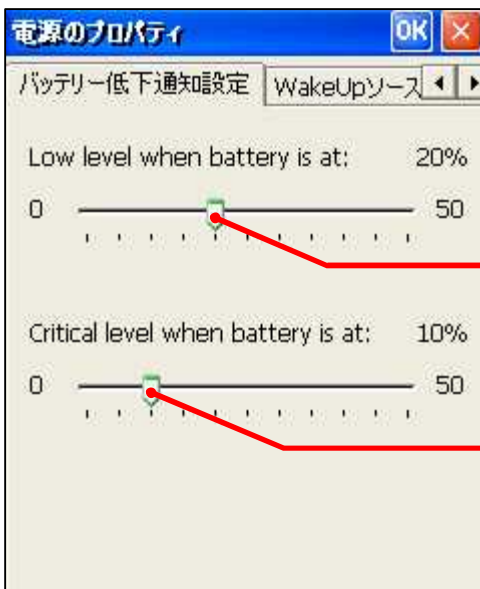 電源のプロパティ OK
バッテリー低下通知設定 WakeUpソース
Low level when battery is at: 20%
0 50
Critical level when battery is at: 10%
0 50